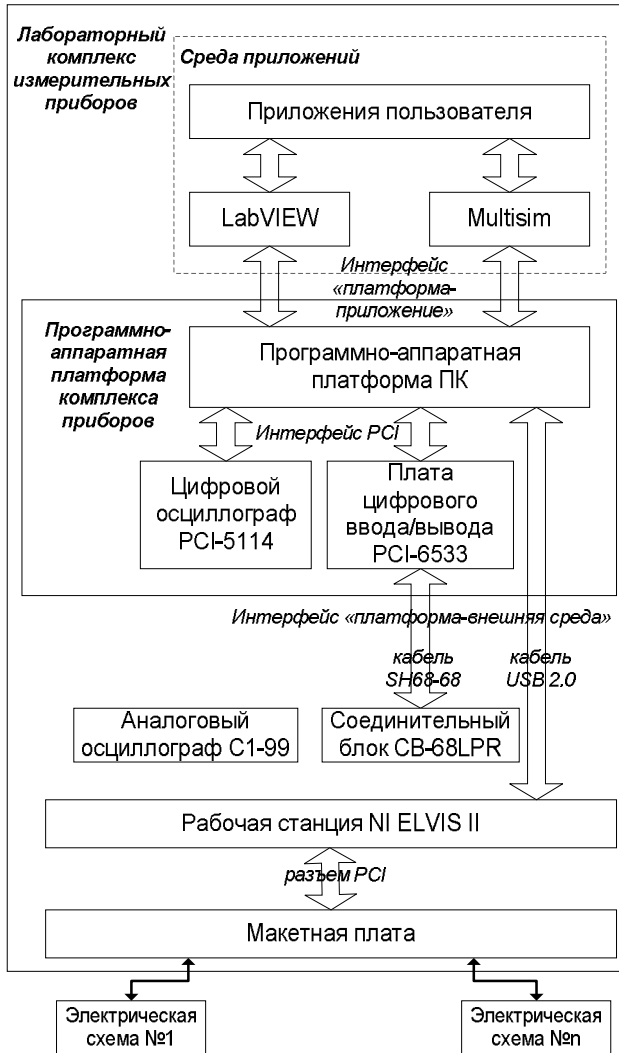 Лабораторный
комплекс
измерительных
приборов
Среда приложений
Приложения пользователя
LabVIEW
Multisim
Интерфейс
«платформа-
приложение»
Программно-
аппаратная
платформа
комплекса
приборов
Программно-аппаратная
платформа ПК
Интерфейс PCI
Цифровой
осциллограф
PCI-5114
Плата
цифрового
ввода/вывода
PCI-6533
Интерфейс «платформа-внешняя среда»
кабель
SH68-68
кабель
USB 2.0
Аналоговый
осциллограф С1-99
Соединительный
блок CB-68LPR
Рабочая станция NI ELVIS II
разъем PCI
Макетная плата
Электрическая
схема №1
Электрическая
схема №n